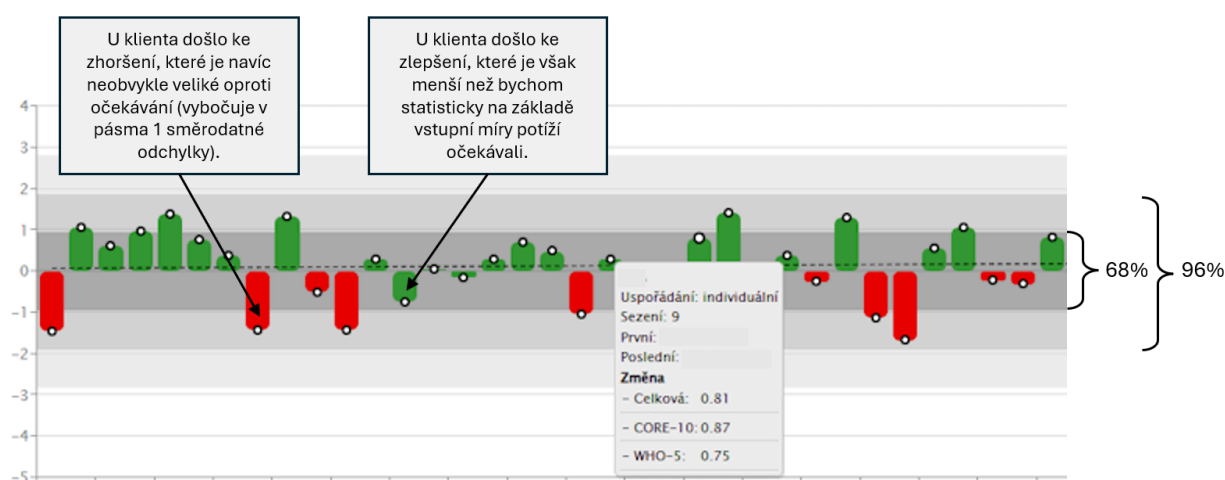 U klienta došlo ke
zhoršení, které je navíc
neobvykle veliké oproti
očekávání (vybočuje v
pásma 1 směrodatné
odchylky).
U klienta došlo ke
zlepšení, které je však
menší než bychom
statisticky na základě
vstupní míry potíží
očekávali.
4
3
2
1
0
-1
-2
-3
-4
-5
68%
96%
Uspořádání: individuální
Sezení: 9
První:
Poslední:
Změna
- Celková: 0.81
- CORE-10: 0.87
- WHO-5: 0.75